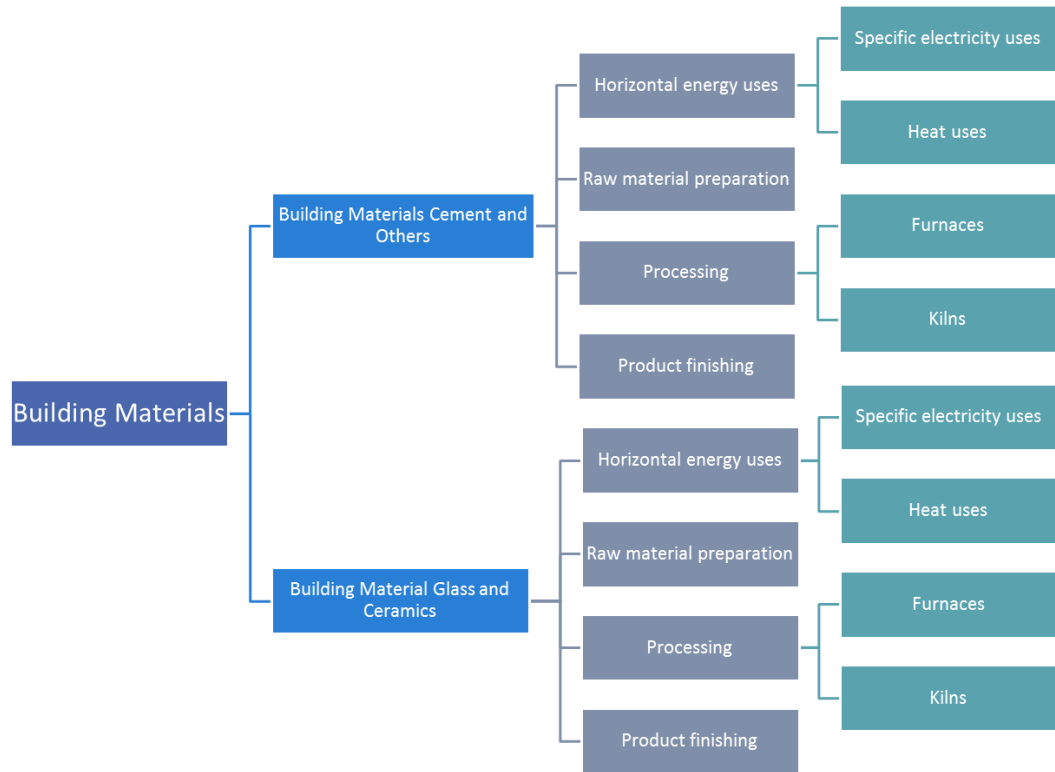 Building Materials
Building Materials Cement and
Others
Horizontal energy uses
Specific electricity uses
Heat uses
Raw material preparation
Processing
Furnaces
Kilns
Product finishing
Building Material Glass and
Ceramics
Horizontal energy uses
Specific electricity uses
Heat uses
Raw material preparation
Processing
Furnaces
Kilns
Product finishing